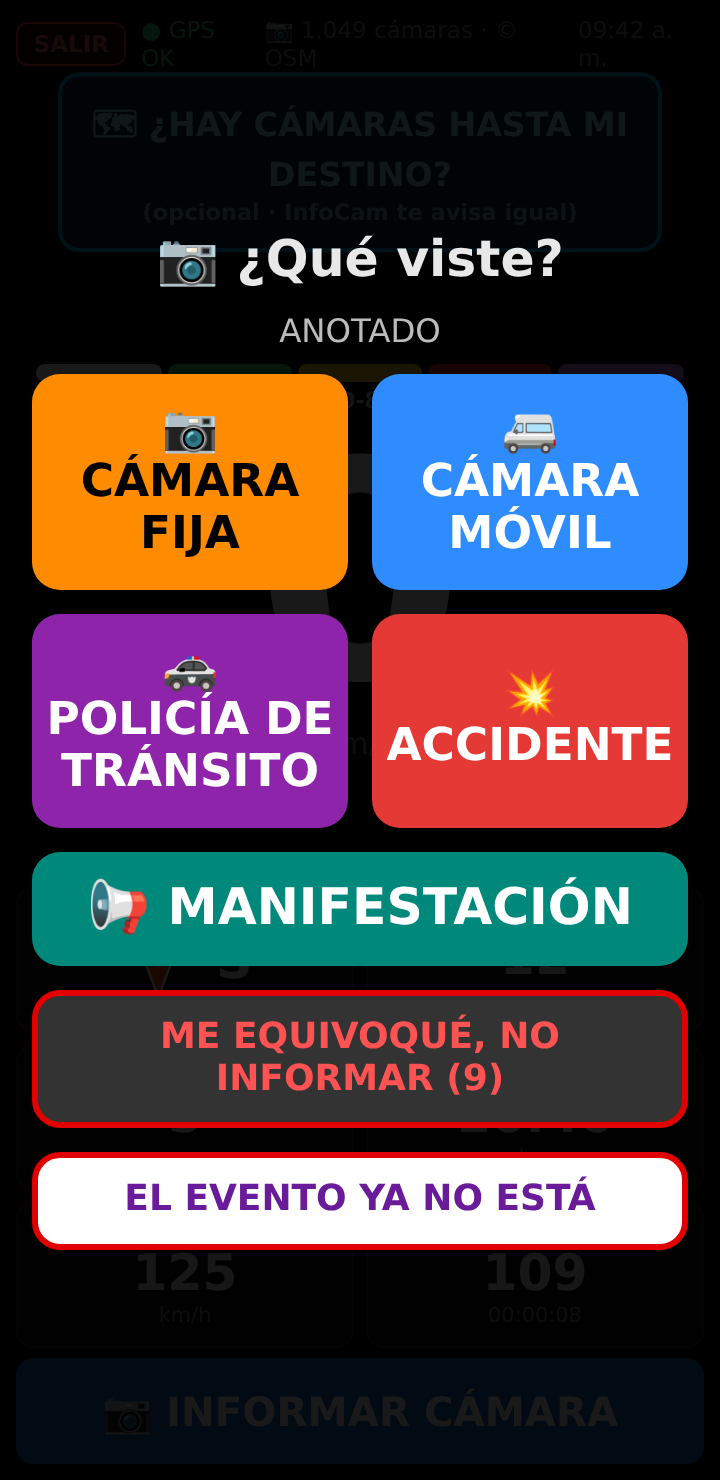 SALIR
GPS OK
1.049 cámaras · © OSM
09:42 a. m.
¿HAY CÁMARAS HASTA MI
DESTINO?
(opcional · InfoCam te avisa igual)
¿Qué viste?
ANOTADO
CÁMARA
FIJA
CÁMARA
MÓVIL
POLICÍA DE
TRÁNSITO
ACCIDENTE
MANIFESTACIÓN
ME EQUIVOQUÉ, NO
INFORMAR (9)
EL EVENTO YA NO ESTÁ
125
109
km/h
00:00:08
INFORMAR CÁMARA